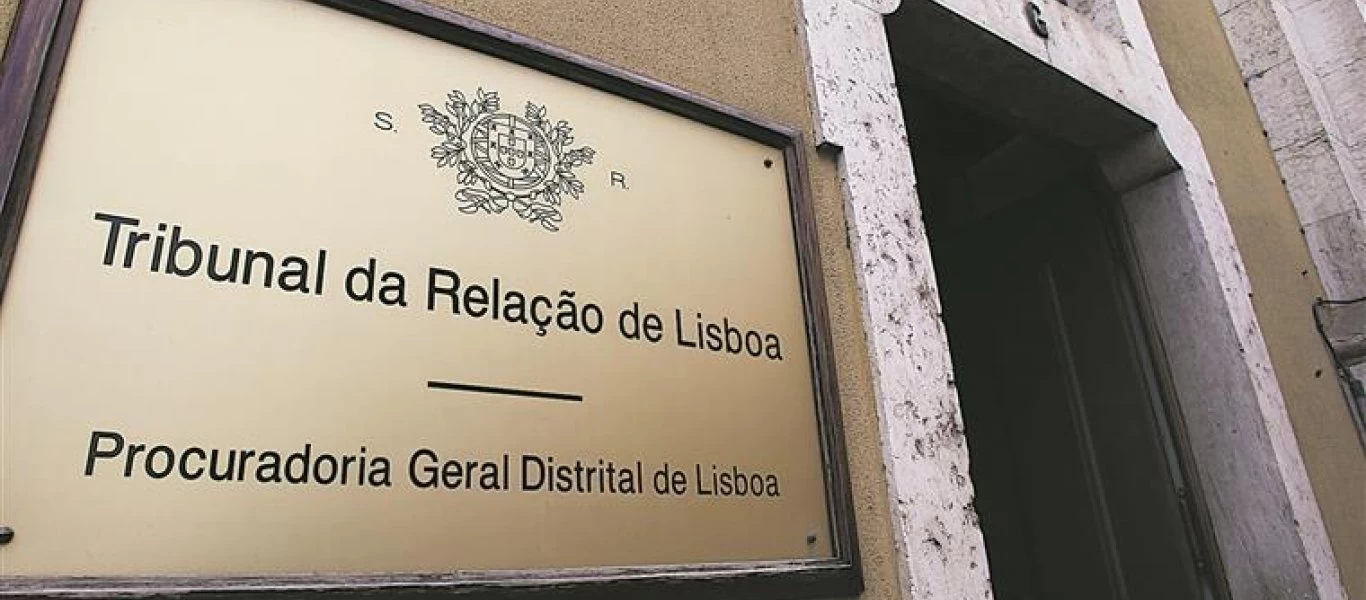 S. R.
Tribunal da Relação de Lisboa
Procuradoria Geral Distrital de Lisboa
G